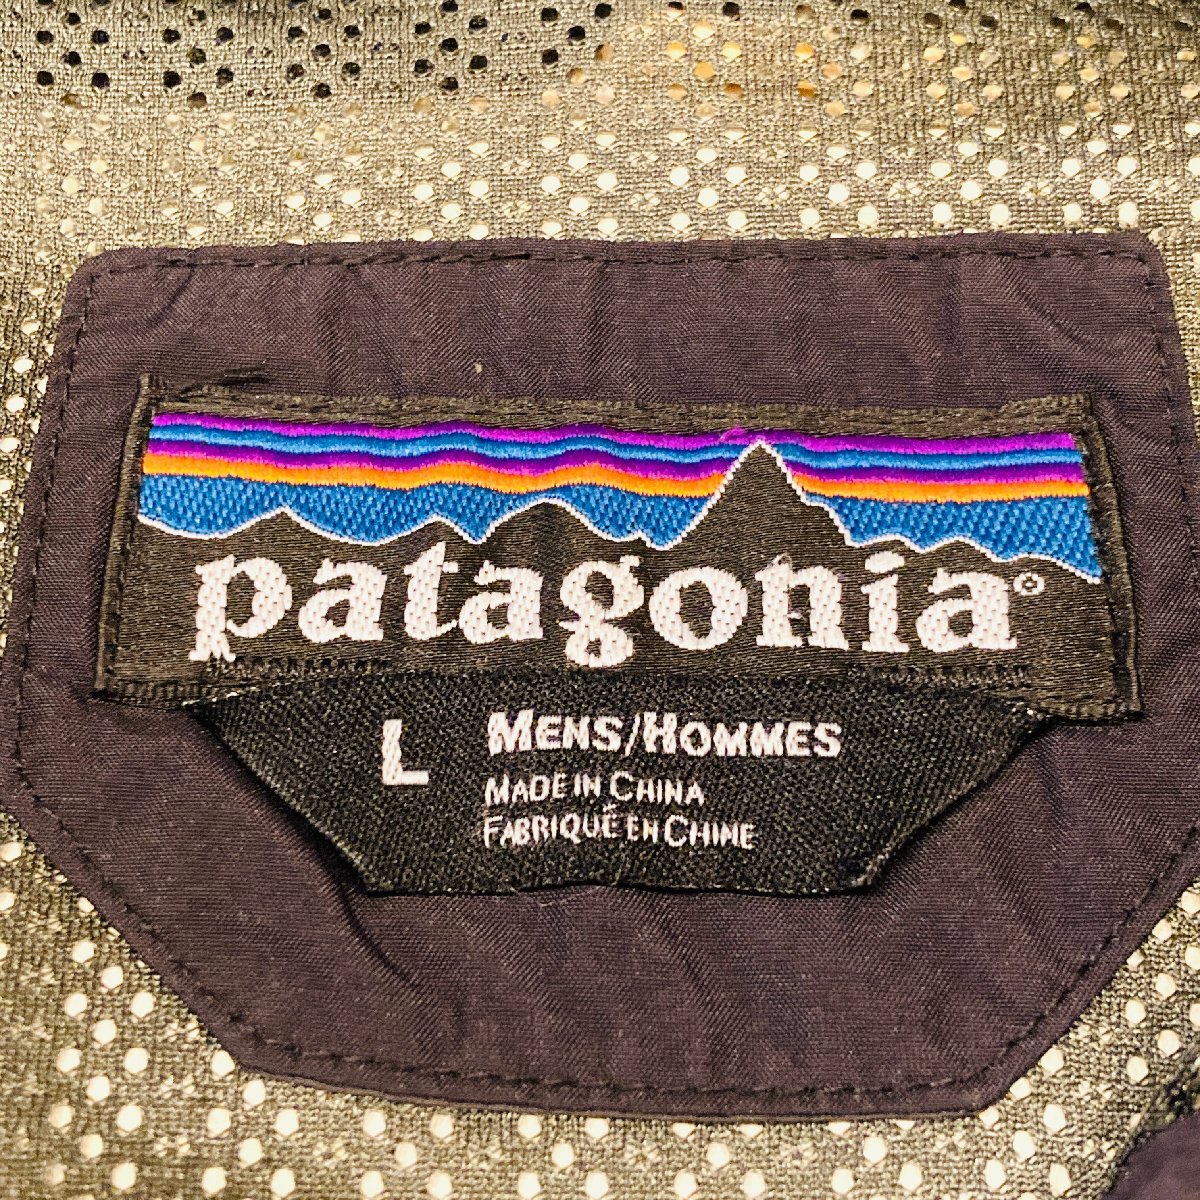 patagonia®
L MENS/HOMMES
MADE IN CHINA
FABRIQUÉ EN CHINE